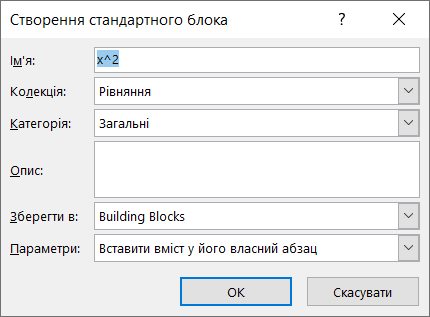 Створення стандартного блока
?
Ім'я:
x^2
Колекція:
Рівняння
Категорія:
Загальні
Опис:
Зберегти в:
Building Blocks
Параметри:
Вставити вміст у його власний абзац
ОК
Скасувати